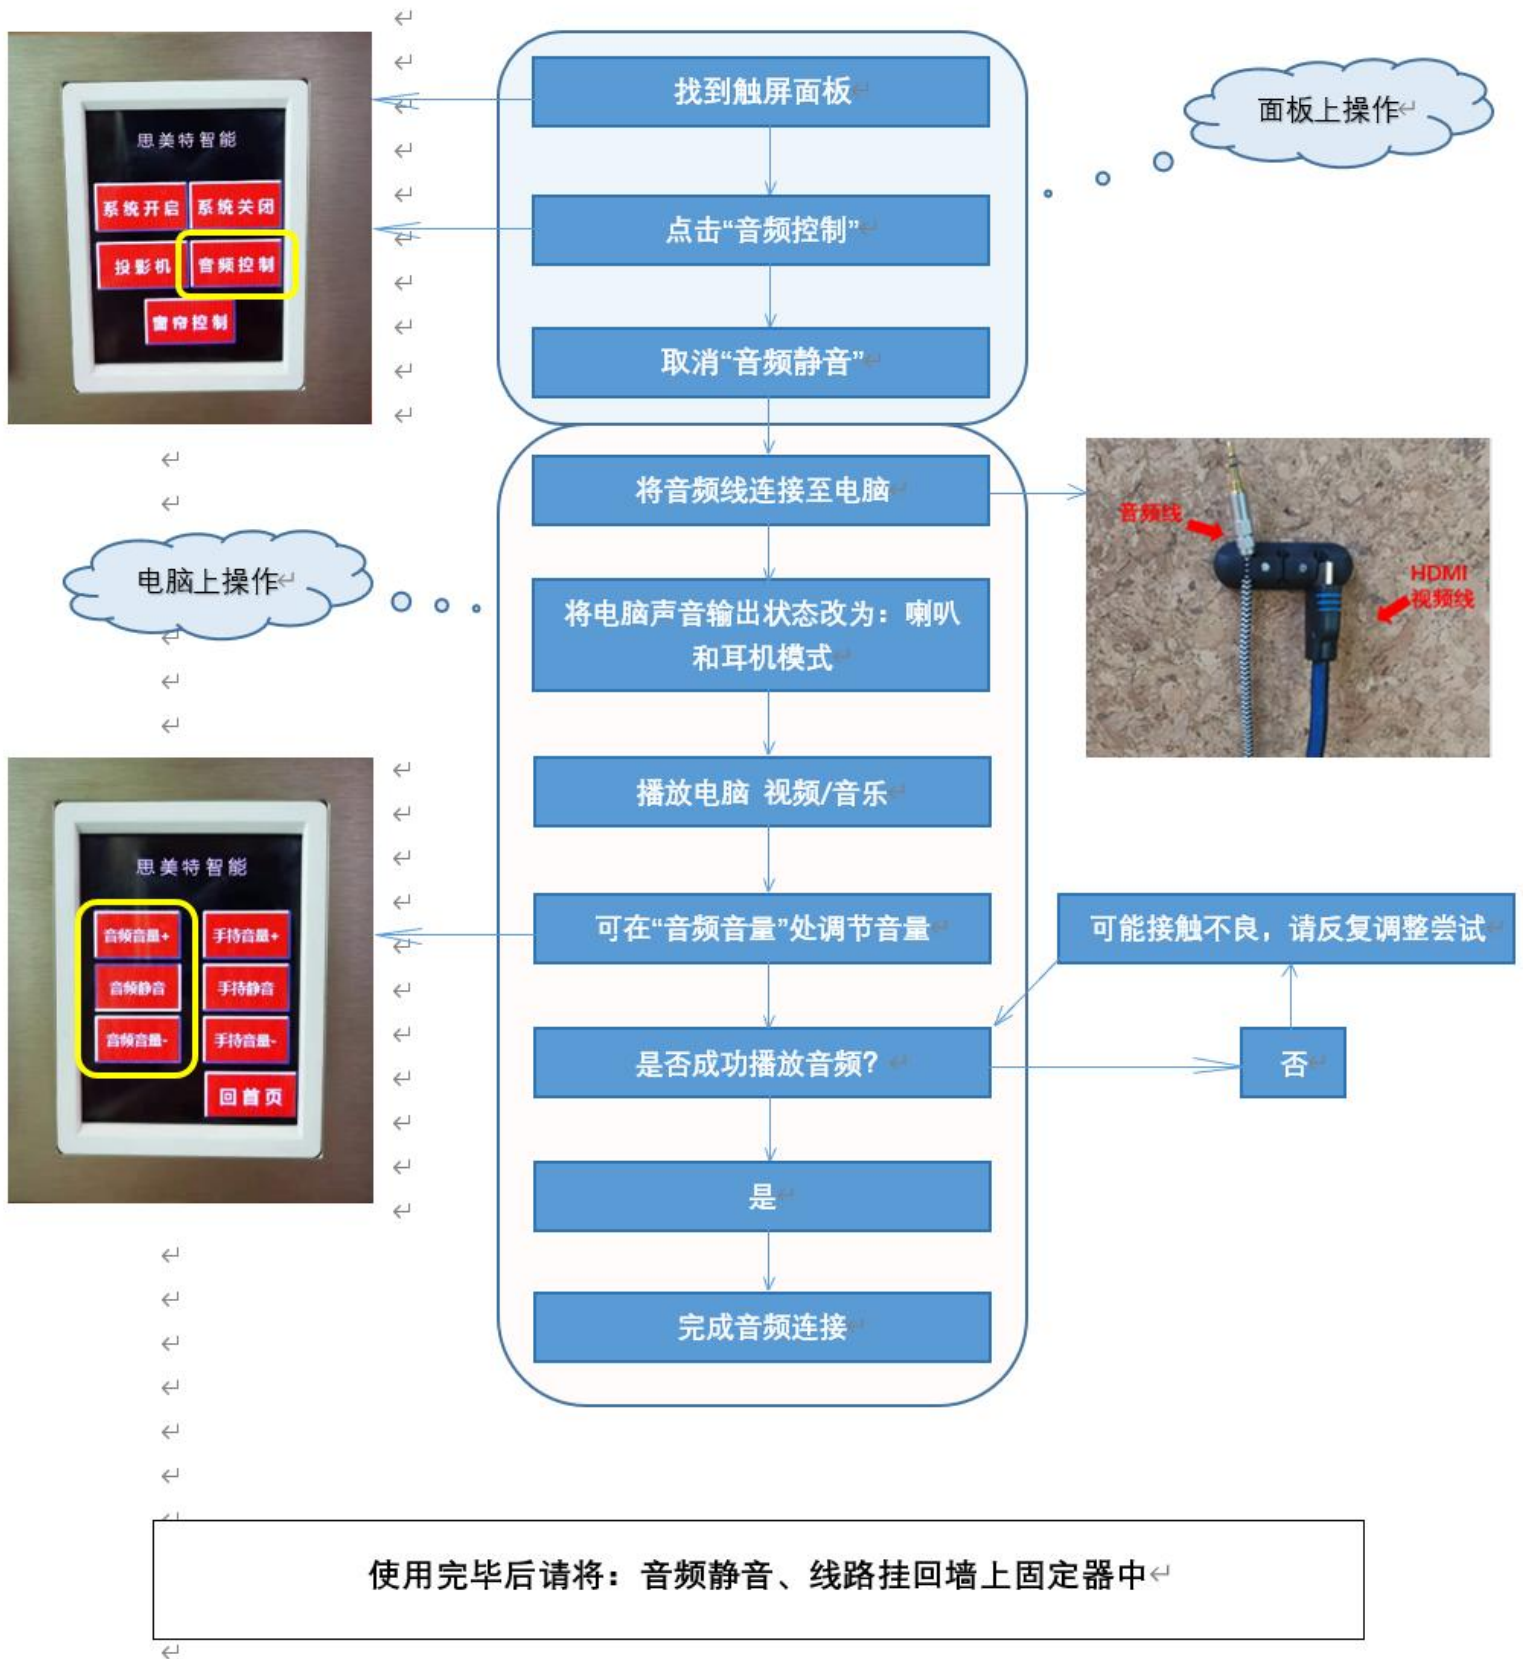 找到触屏面板
面板上操作
思美特智能
系统开启 系统关闭
投影机 音频控制
窗帘控制
点击“音频控制”
取消“音频静音”
将音频线连接至电脑
音频线
HDMI
视频线
电脑上操作
将电脑声音输出状态改为：喇叭
和耳机模式
播放电脑 视频/音乐
思美特智能
音频音量+ 手持音量+
音频静音 手持静音
音频音量- 手持音量-
回首页
可在“音频音量”处调节音量
可能接触不良，请反复调整尝试
是否成功播放音频？
否
是
完成音频连接
使用完毕后请将：音频静音、线路挂回墙上固定器中